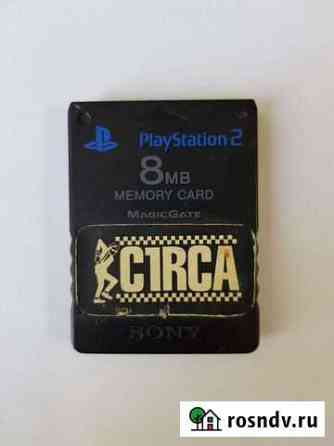 PlayStation 2
8MB
MEMORY CARD
MAGICGATE
C1RCA
SONY
rosndv.ru